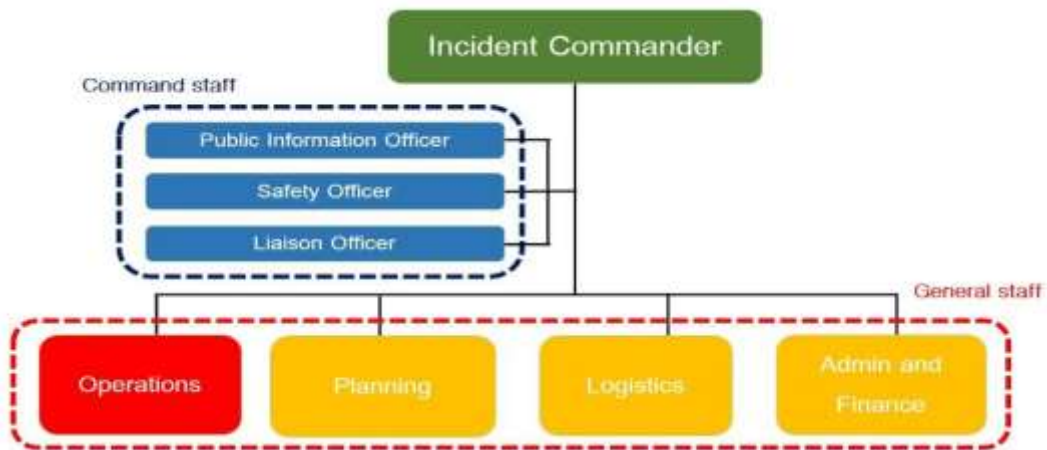 Incident Commander
Command staff
Public Information Officer
Safety Officer
Liaison Officer
General staff
Operations
Planning
Logistics
Admin and
Finance